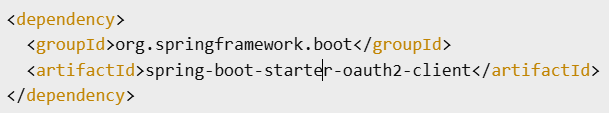 <dependency>
  <groupId>org.springframework.boot</groupId>
  <artifactId>spring-boot-starter-oauth2-client</artifactId>
</dependency>